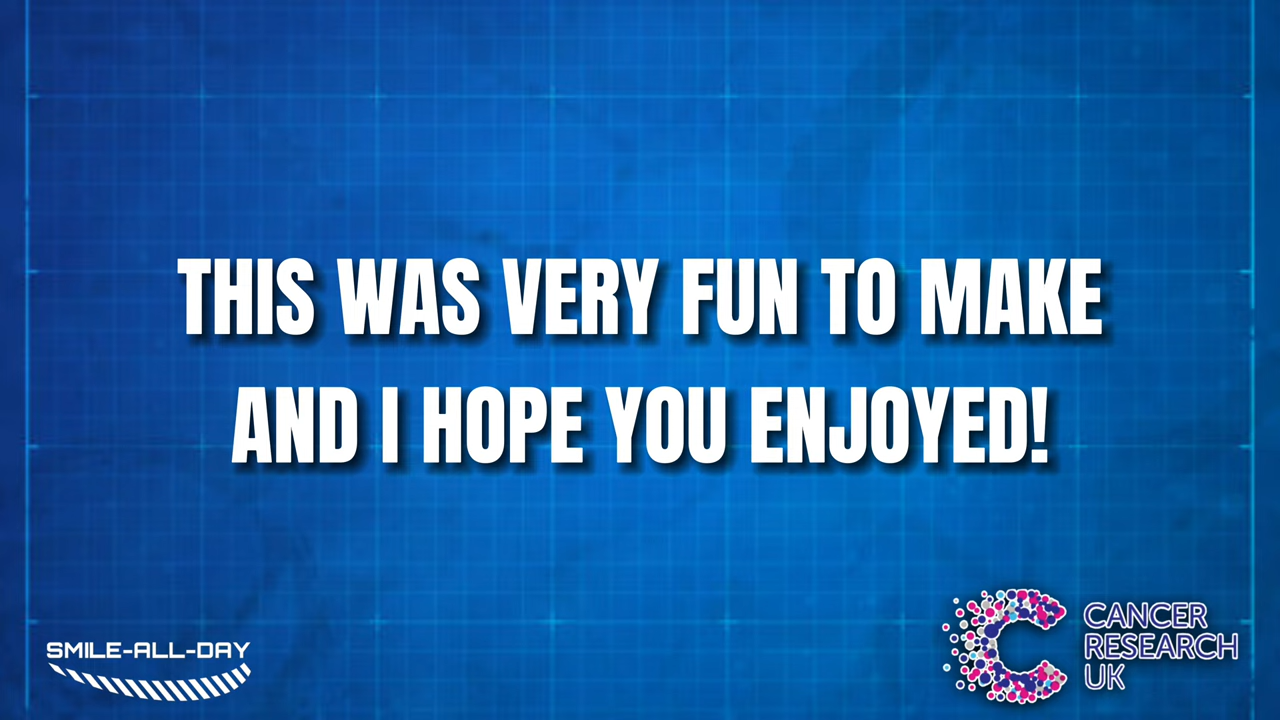 THIS WAS VERY FUN TO MAKE
AND I HOPE YOU ENJOYED!
SMILE-ALL-DAY
CANCER
RESEARCH
UK